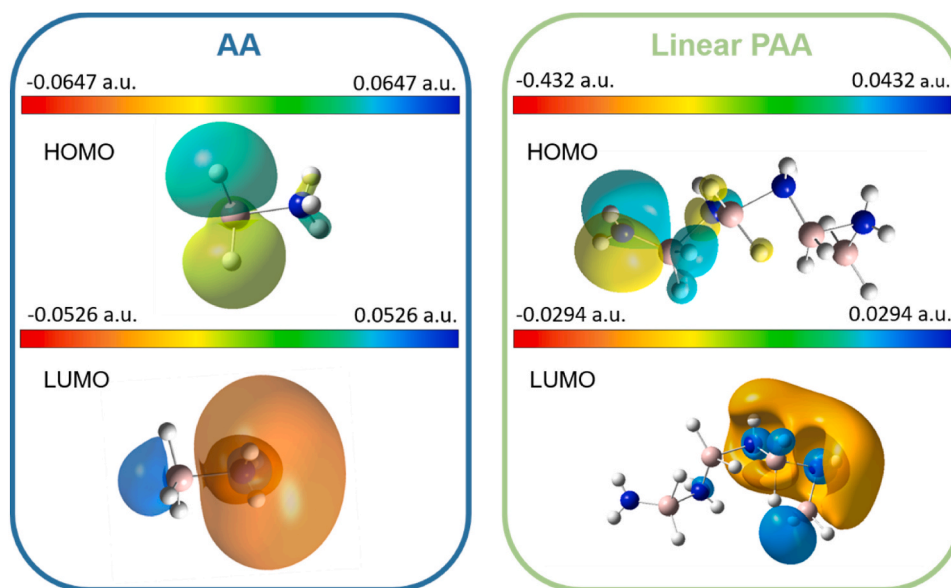 AA
-0.0647 a.u. 0.0647 a.u.
HOMO
-0.0526 a.u. 0.0526 a.u.
LUMO
Linear PAA
-0.432 a.u. 0.0432 a.u.
HOMO
-0.0294 a.u. 0.0294 a.u.
LUMO